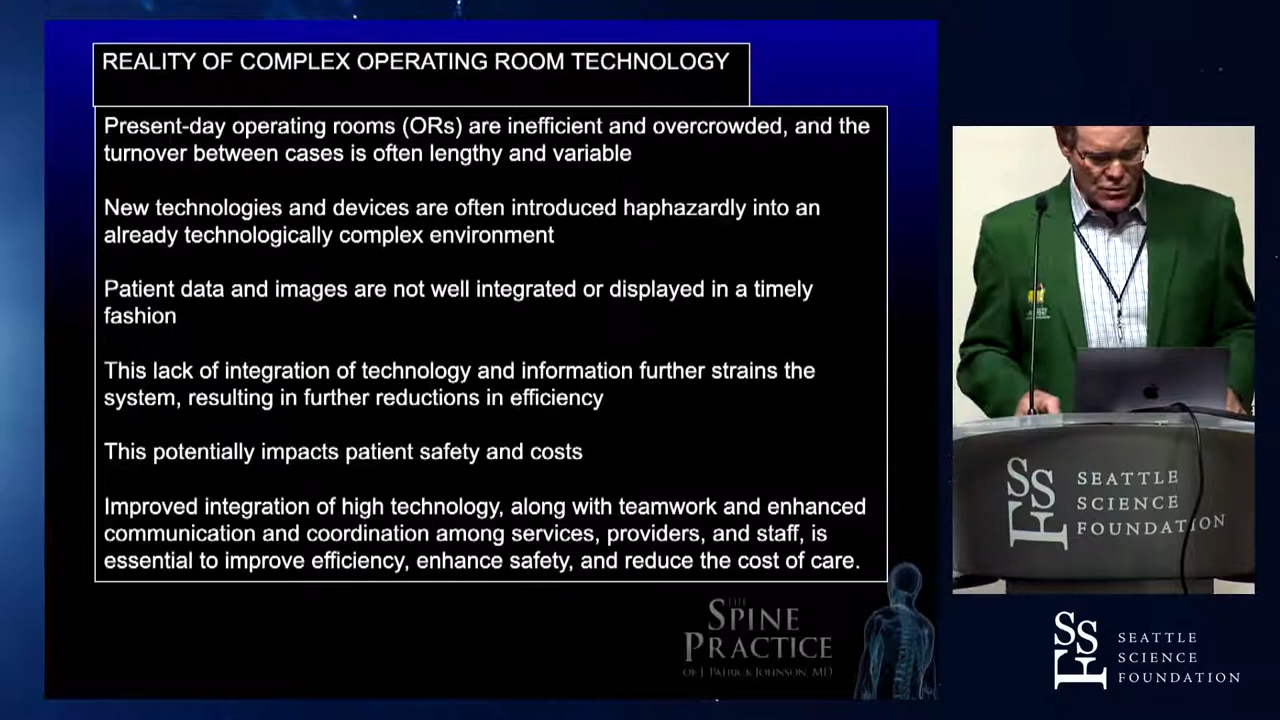 REALITY OF COMPLEX OPERATING ROOM TECHNOLOGY
Present-day operating rooms (ORs) are inefficient and overcrowded, and the
turnover between cases is often lengthy and variable
New technologies and devices are often introduced haphazardly into an
already technologically complex environment
Patient data and images are not well integrated or displayed in a timely
fashion
This lack of integration of technology and information further strains the
system, resulting in further reductions in efficiency
This potentially impacts patient safety and costs
Improved integration of high technology, along with teamwork and enhanced
communication and coordination among services, providers, and staff, is
essential to improve efficiency, enhance safety, and reduce the cost of care.
THE
SPINE
PRACTICE
OF J. PATRICK JOHNSON, MD
SSF
SEATTLE
SCIENCE
FOUNDATION
SSF
SEATTLE
SCIENCE
FOUNDATION